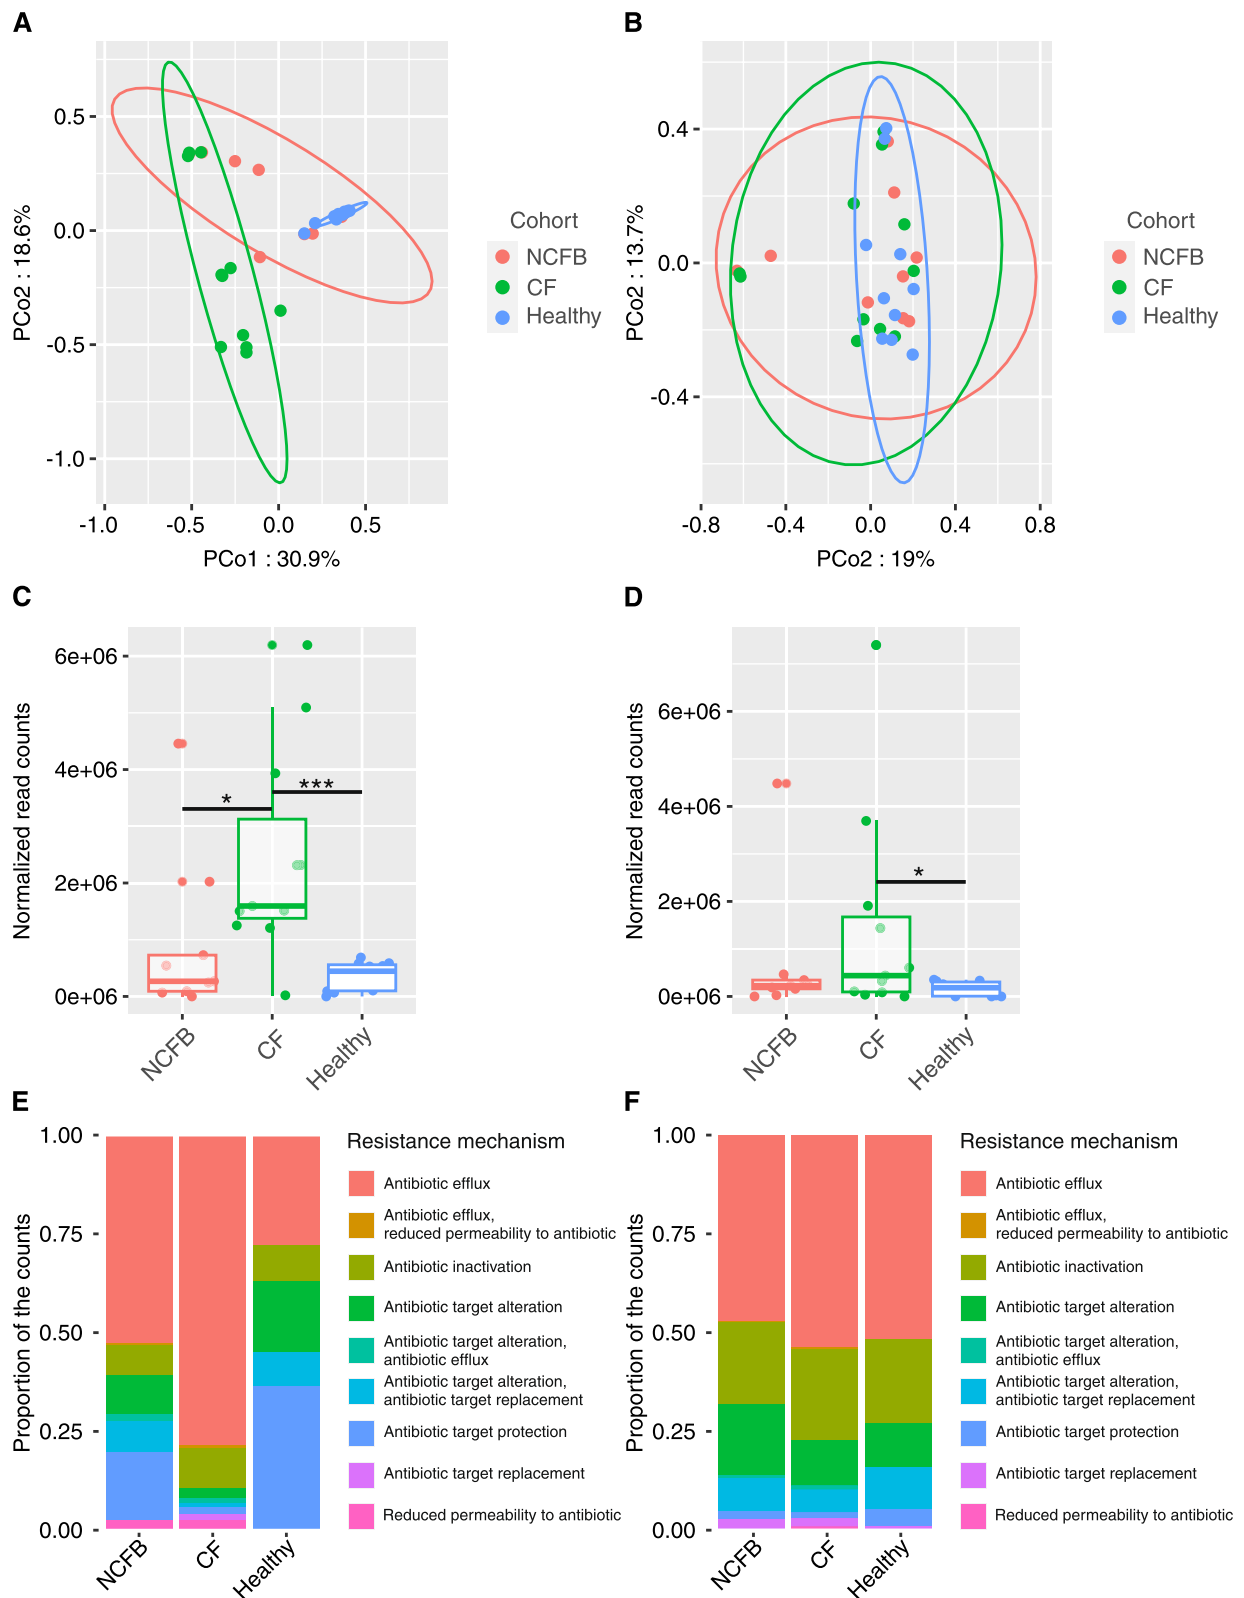 A
PCo2 : 18.6%
0.5
0.0
-0.5
-1.0
-1.0
-0.5
0.0
0.5
PCo1 : 30.9%
Cohort
NCFB
CF
Healthy
B
PCo2 : 13.7%
0.4
0.0
-0.4
-0.8
-0.4
0.0
0.4
0.8
PCo2 : 19%
Cohort
NCFB
CF
Healthy
C
Normalized read counts
6e+06
4e+06
2e+06
0e+06
*
***
NCFB
CF
Healthy
D
Normalized read counts
6e+06
4e+06
2e+06
0e+06
*
NCFB
CF
Healthy
E
Proportion of the counts
1.00
0.75
0.50
0.25
0.00
NCFB
CF
Healthy
Resistance mechanism
Antibiotic efflux
Antibiotic efflux,
reduced permeability to antibiotic
Antibiotic inactivation
Antibiotic target alteration
Antibiotic target alteration,
antibiotic efflux
Antibiotic target alteration,
antibiotic target replacement
Antibiotic target protection
Antibiotic target replacement
Reduced permeability to antibiotic
F
Proportion of the counts
1.00
0.75
0.50
0.25
0.00
NCFB
CF
Healthy
Resistance mechanism
Antibiotic efflux
Antibiotic efflux,
reduced permeability to antibiotic
Antibiotic inactivation
Antibiotic target alteration
Antibiotic target alteration,
antibiotic efflux
Antibiotic target alteration,
antibiotic target replacement
Antibiotic target protection
Antibiotic target replacement
Reduced permeability to antibiotic